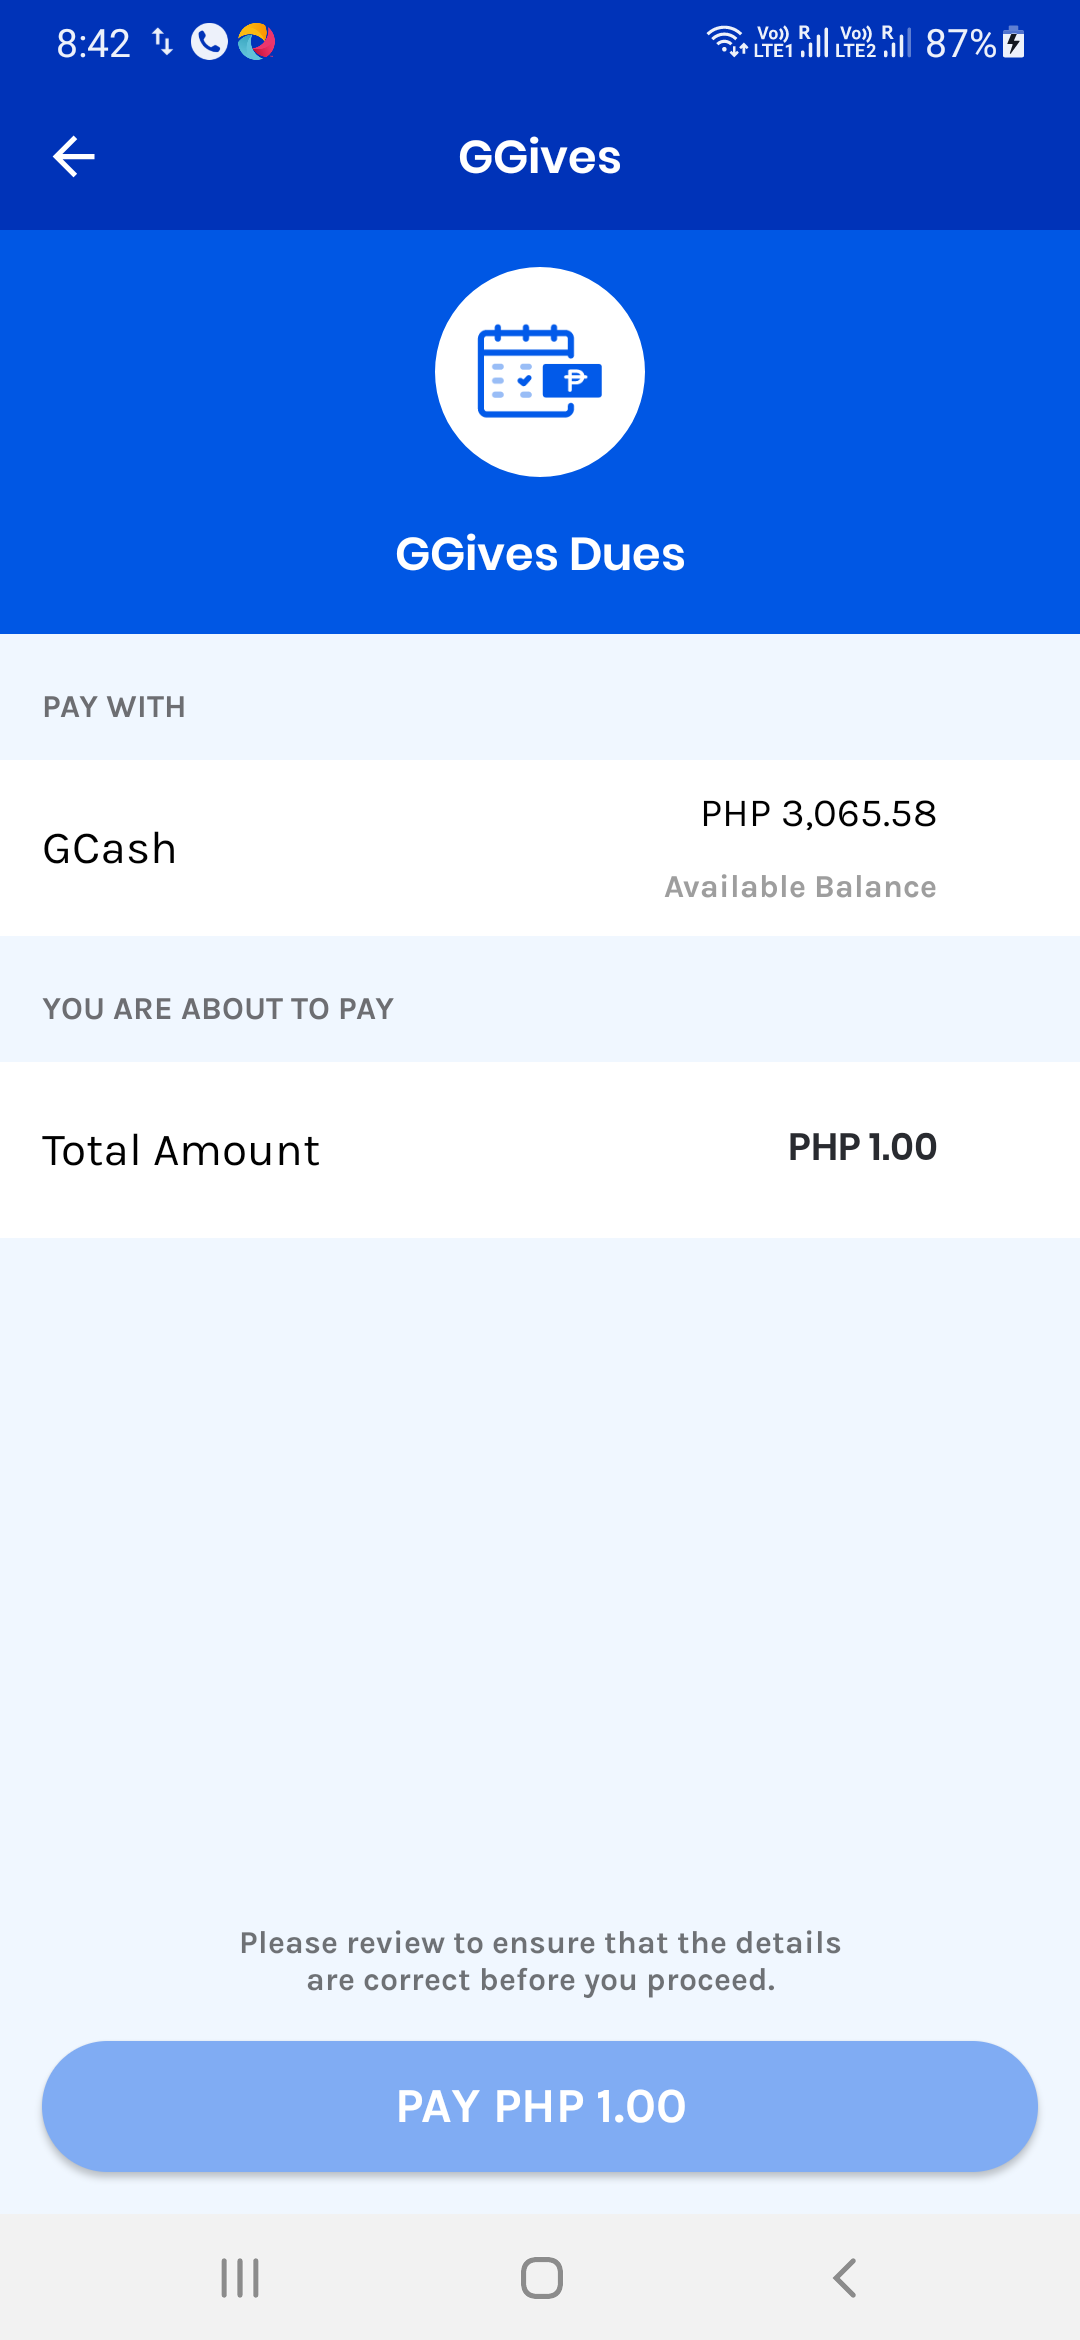 8:42
Vo)) R Vo)) R
LTE1 LTE2 87%
GGives
₱
GGives Dues
PAY WITH
PHP 3,065.58
GCash
Available Balance
YOU ARE ABOUT TO PAY
Total Amount PHP 1.00
Please review to ensure that the details
are correct before you proceed.
PAY PHP 1.00